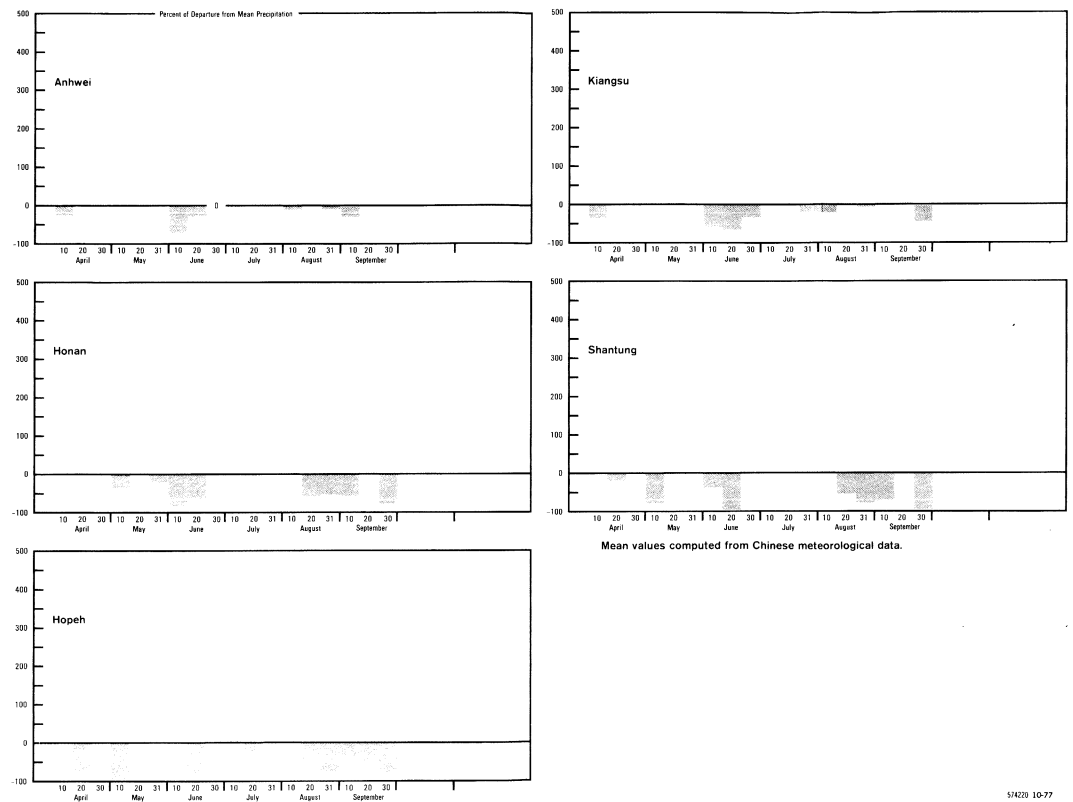 Percent of Departure from Mean Precipitation
500
400
300
200
100
0
-100
Anhwei
0
10 20 30 10 20 31 10 20 30 10 20 31 10 20 31 10 20 30
April May June July August September
500
400
300
200
100
0
-100
Kiangsu
10 20 30 10 20 31 10 20 30 10 20 31 10 20 31 10 20 30
April May June July August September
500
400
300
200
100
0
-100
Honan
10 20 30 10 20 31 10 20 30 10 20 31 10 20 31 10 20 30
April May June July August September
500
400
300
200
100
0
-100
Shantung
10 20 30 10 20 31 10 20 30 10 20 31 10 20 31 10 20 30
April May June July August September
Mean values computed from Chinese meteorological data.
500
400
300
200
100
0
-100
Hopeh
10 20 30 10 20 31 10 20 30 10 20 31 10 20 31 10 20 30
April May June July August September
574220 10-77